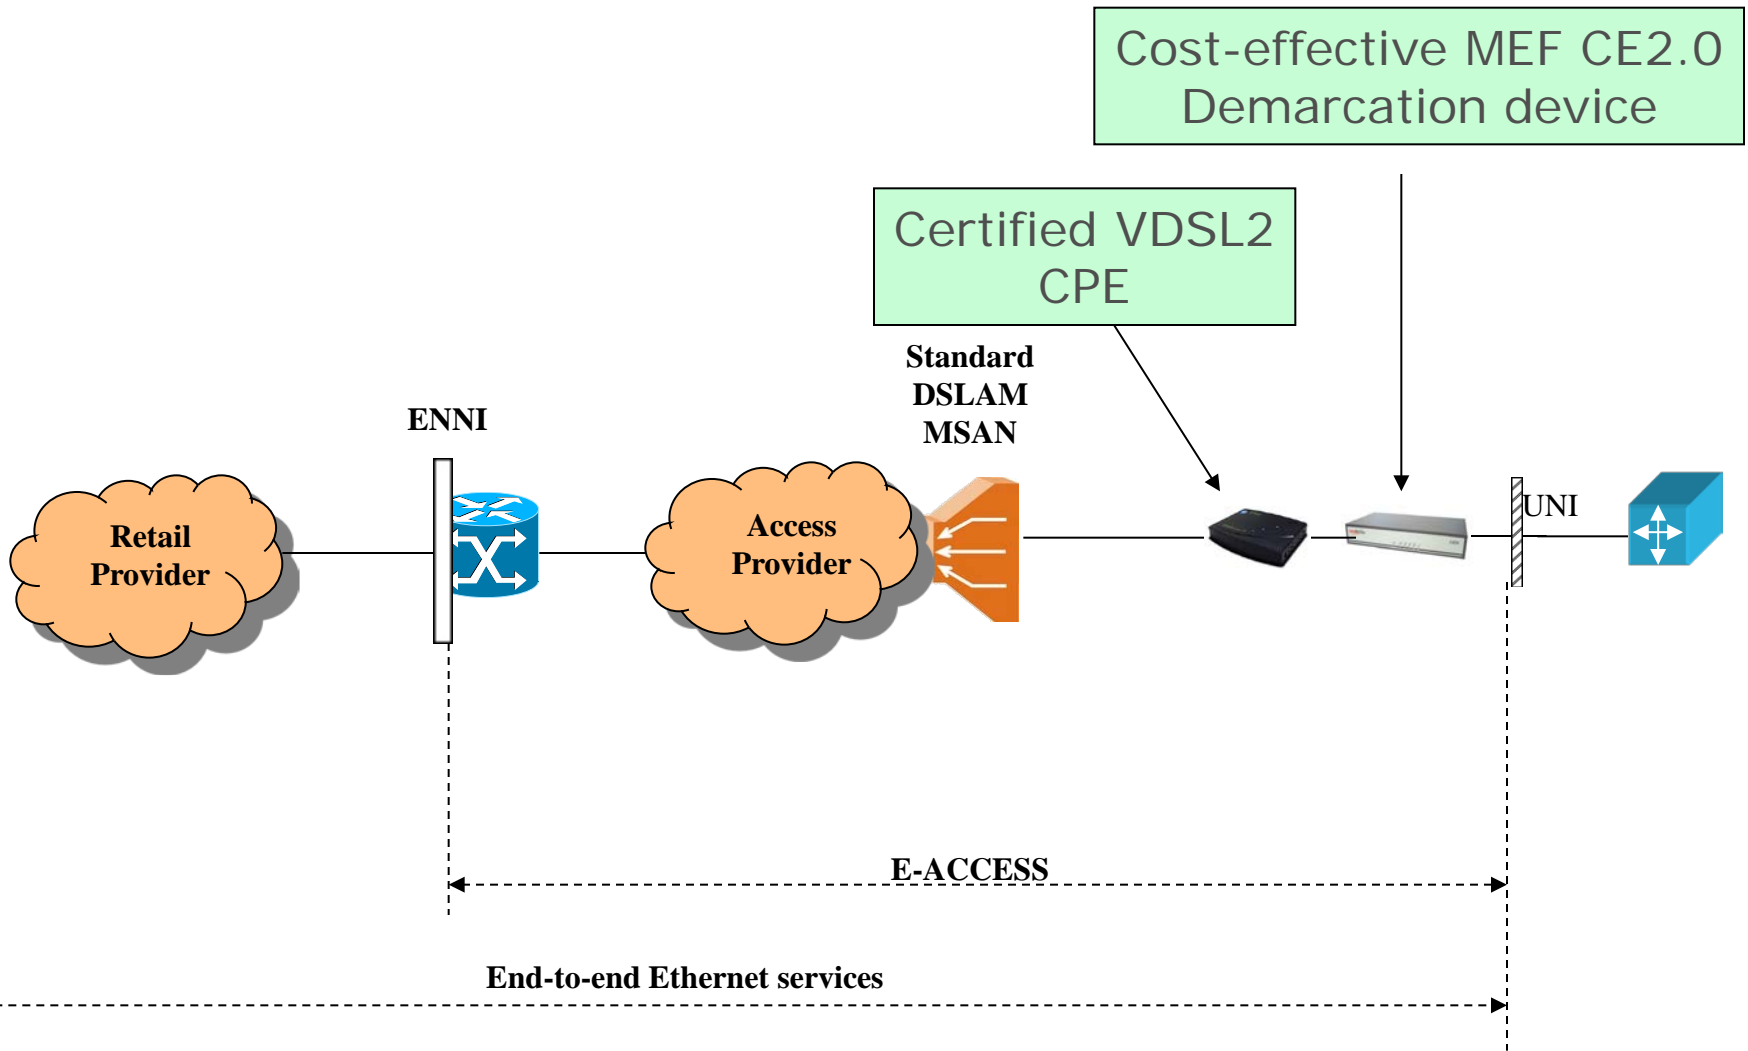 Cost-effective MEF CE2.0
Demarcation device
Certified VDSL2
CPE
Standard
DSLAM
MSAN
ENNI
Retail
Provider
Access
Provider
UNI
E-ACCESS
End-to-end Ethernet services